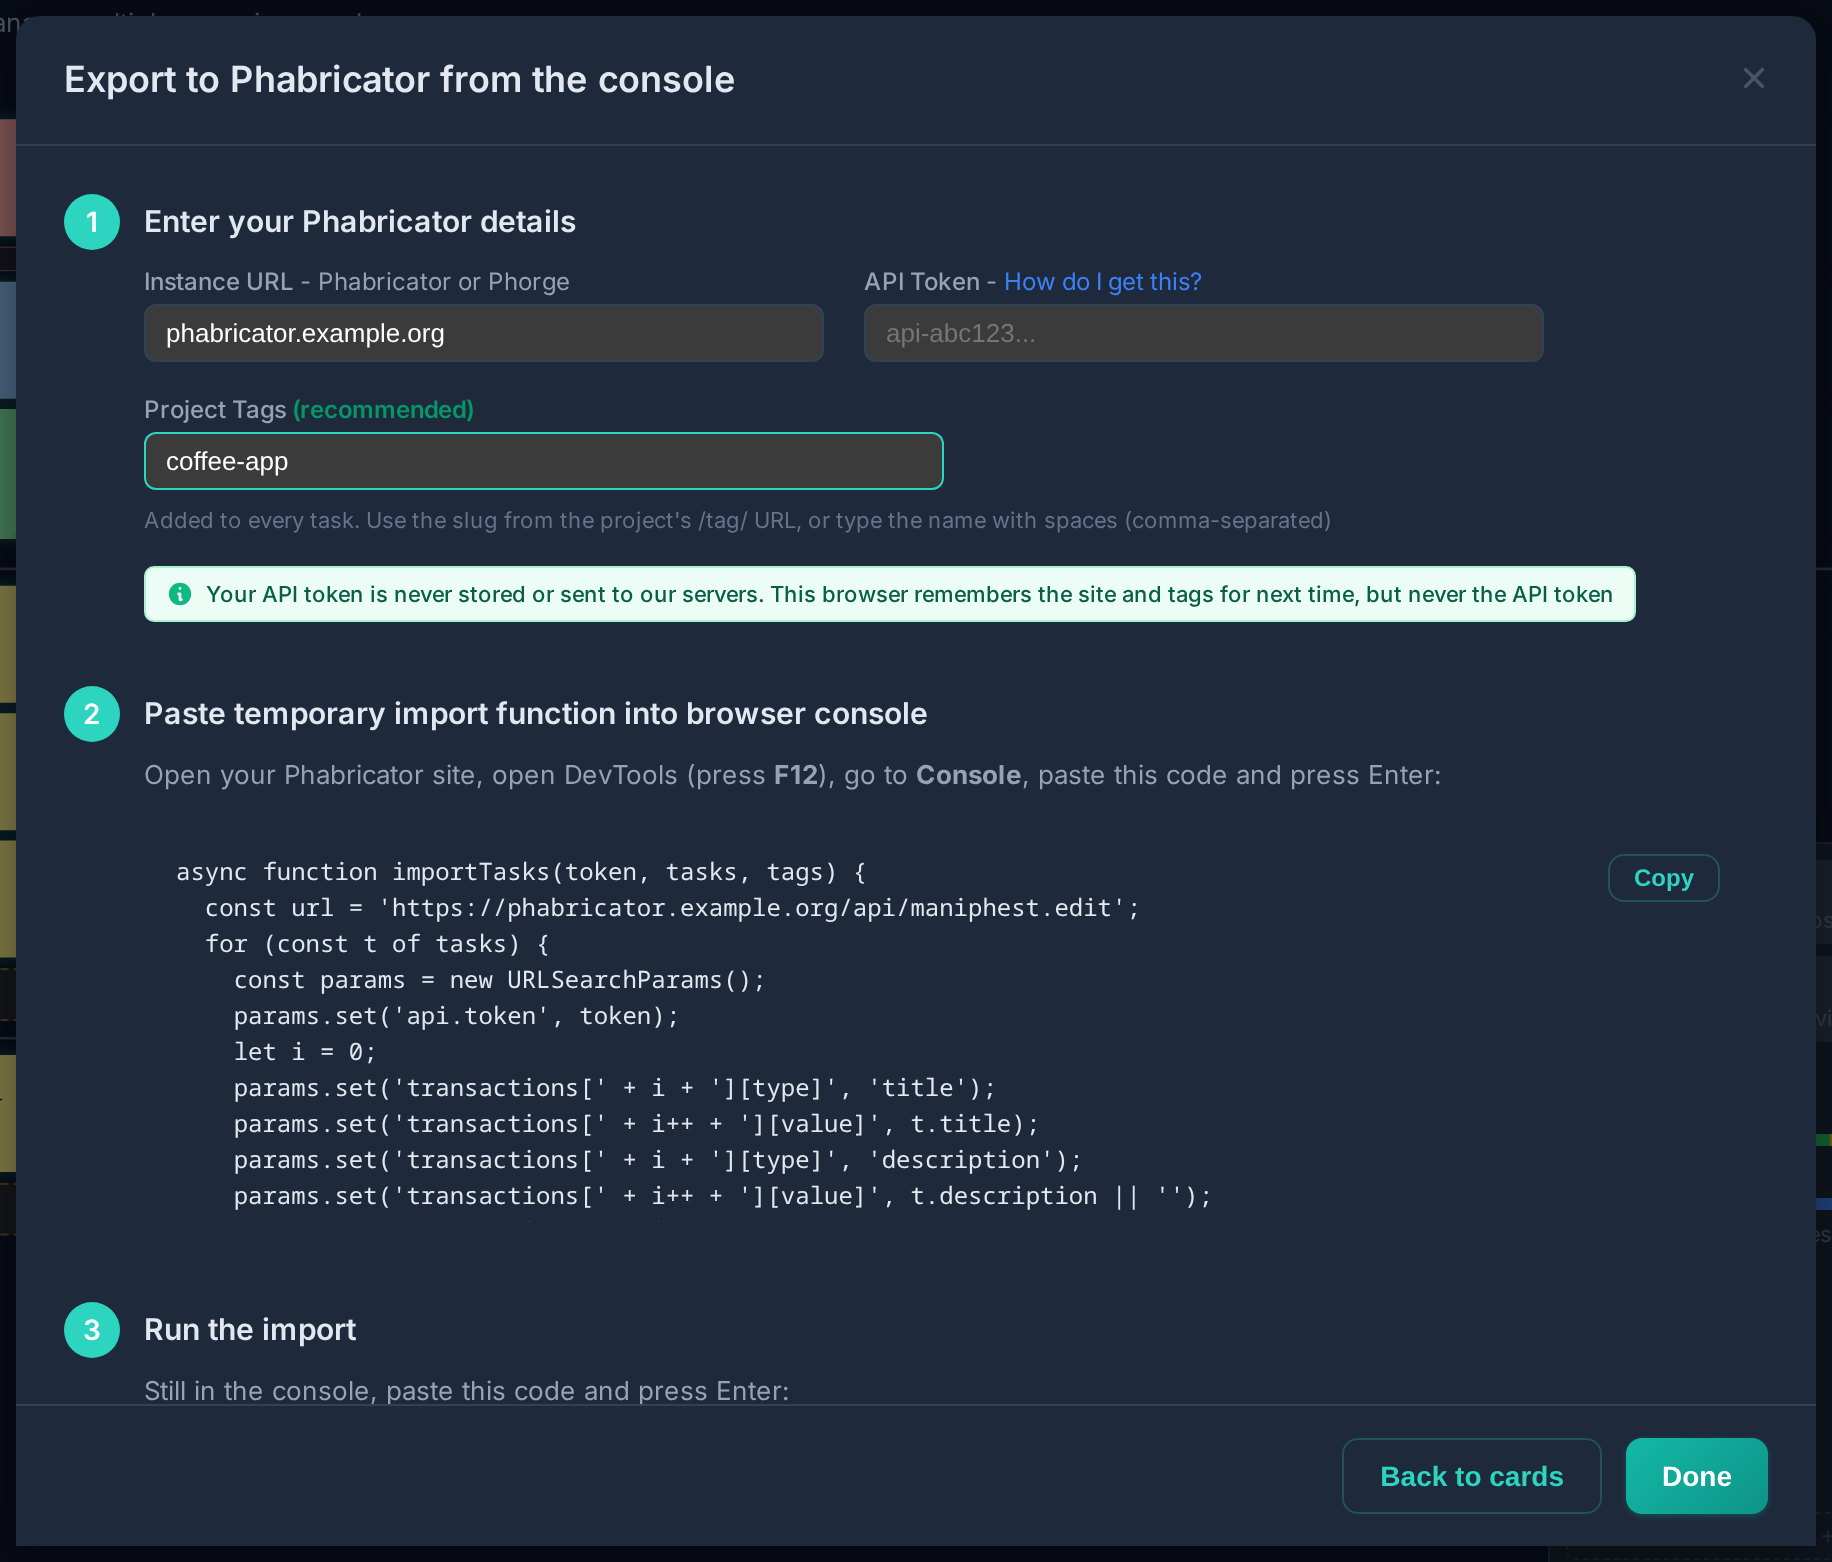 Export to Phabricator from the console
1
Enter your Phabricator details
Instance URL - Phabricator or Phorge
API Token - How do I get this?
phabricator.example.org
api-abc123...
Project Tags (recommended)
coffee-app
Added to every task. Use the slug from the project's /tag/ URL, or type the name with spaces (comma-separated)
Your API token is never stored or sent to our servers. This browser remembers the site and tags for next time, but never the API token
2
Paste temporary import function into browser console
Open your Phabricator site, open DevTools (press F12), go to Console, paste this code and press Enter:
Copy
async function importTasks(token, tasks, tags) {
  const url = 'https://phabricator.example.org/api/maniphest.edit';
  for (const t of tasks) {
    const params = new URLSearchParams();
    params.set('api.token', token);
    let i = 0;
    params.set('transactions[' + i + '][type]', 'title');
    params.set('transactions[' + i++ + '][value]', t.title);
    params.set('transactions[' + i + '][type]', 'description');
    params.set('transactions[' + i++ + '][value]', t.description || '');
3
Run the import
Still in the console, paste this code and press Enter:
Back to cards
Done